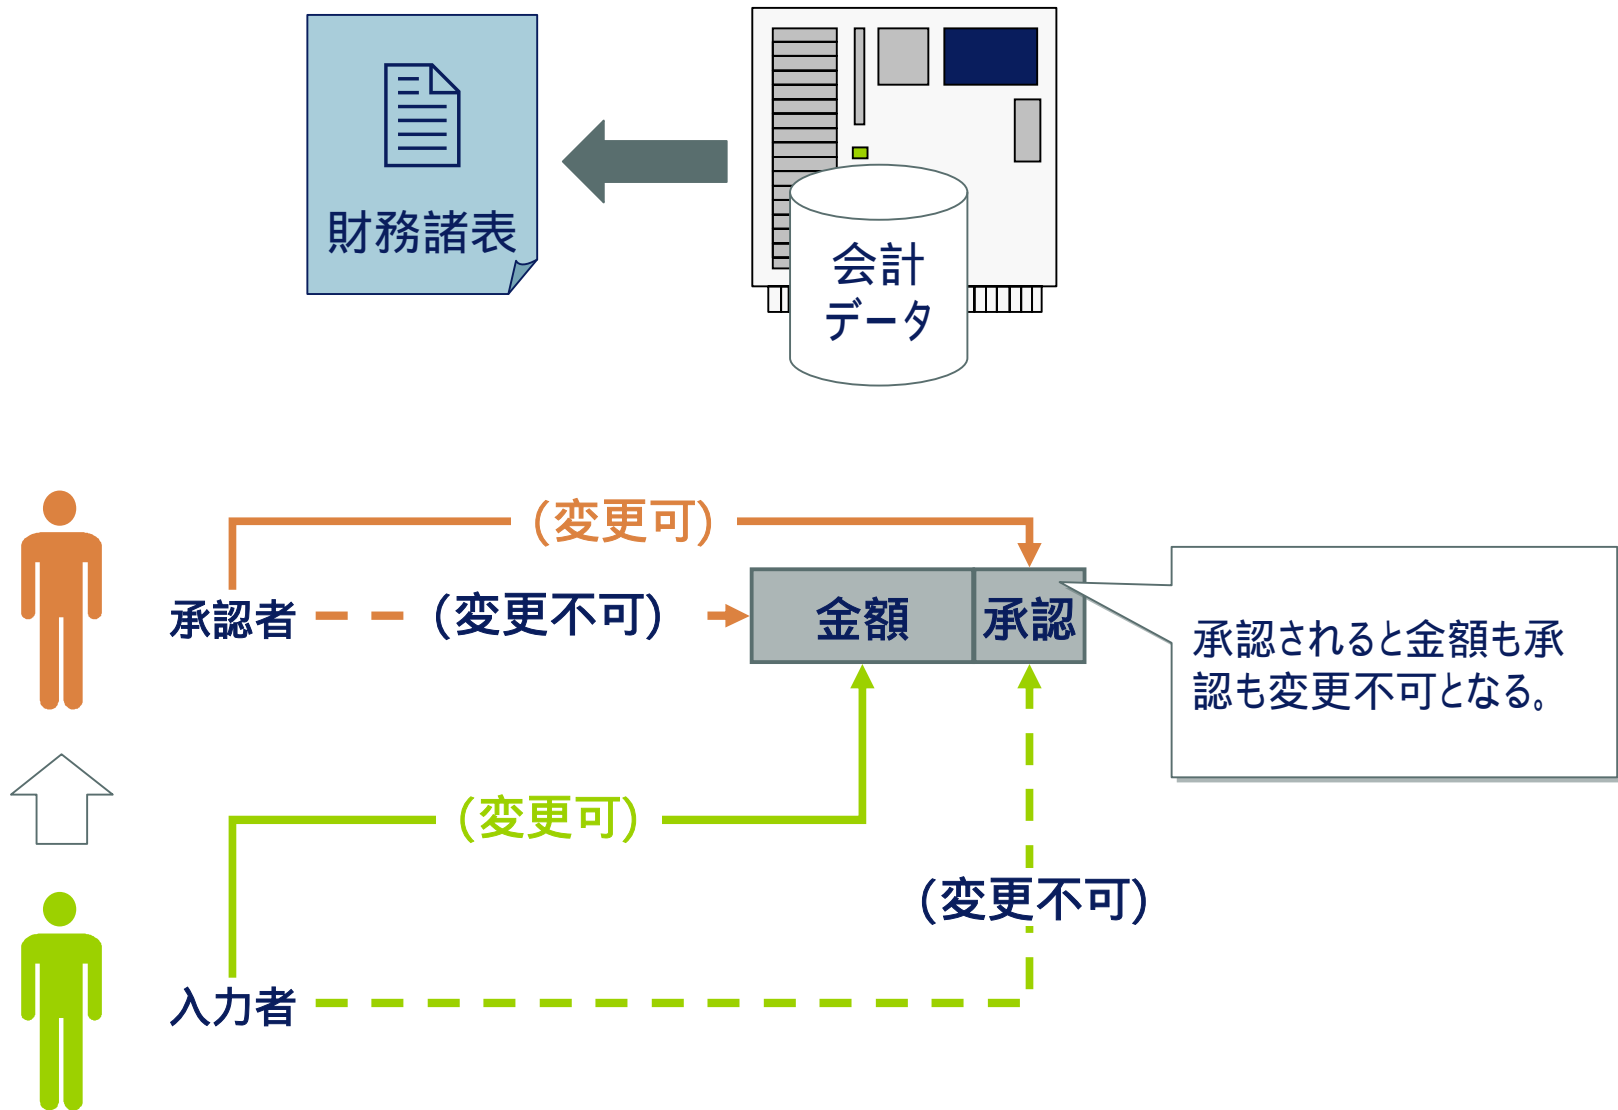 財務諸表
会計
データ
(変更可)
承認者
(変更不可)
金額
承認
承認されると金額も承
認も変更不可となる。
(変更可)
(変更不可)
入力者